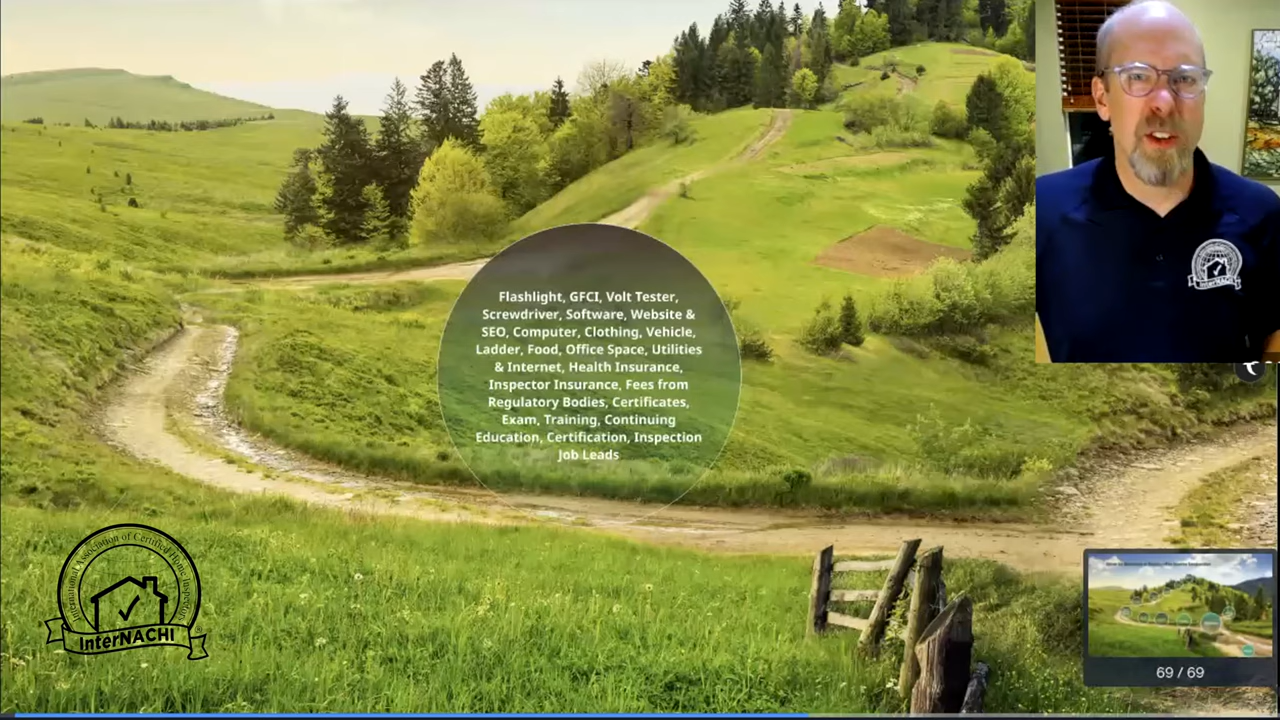 Flashlight, GFCI, Volt Tester,
Screwdriver, Software, Website &
SEO, Computer, Clothing, Vehicle,
Ladder, Food, Office Space, Utilities
& Internet, Health Insurance,
Inspector Insurance, Fees from
Regulatory Bodies, Certificates,
Exam, Training, Continuing
Education, Certification, Inspection
Job Leads
InterNACHI
International Association of Certified Home Inspectors
InterNACHI
69 / 69